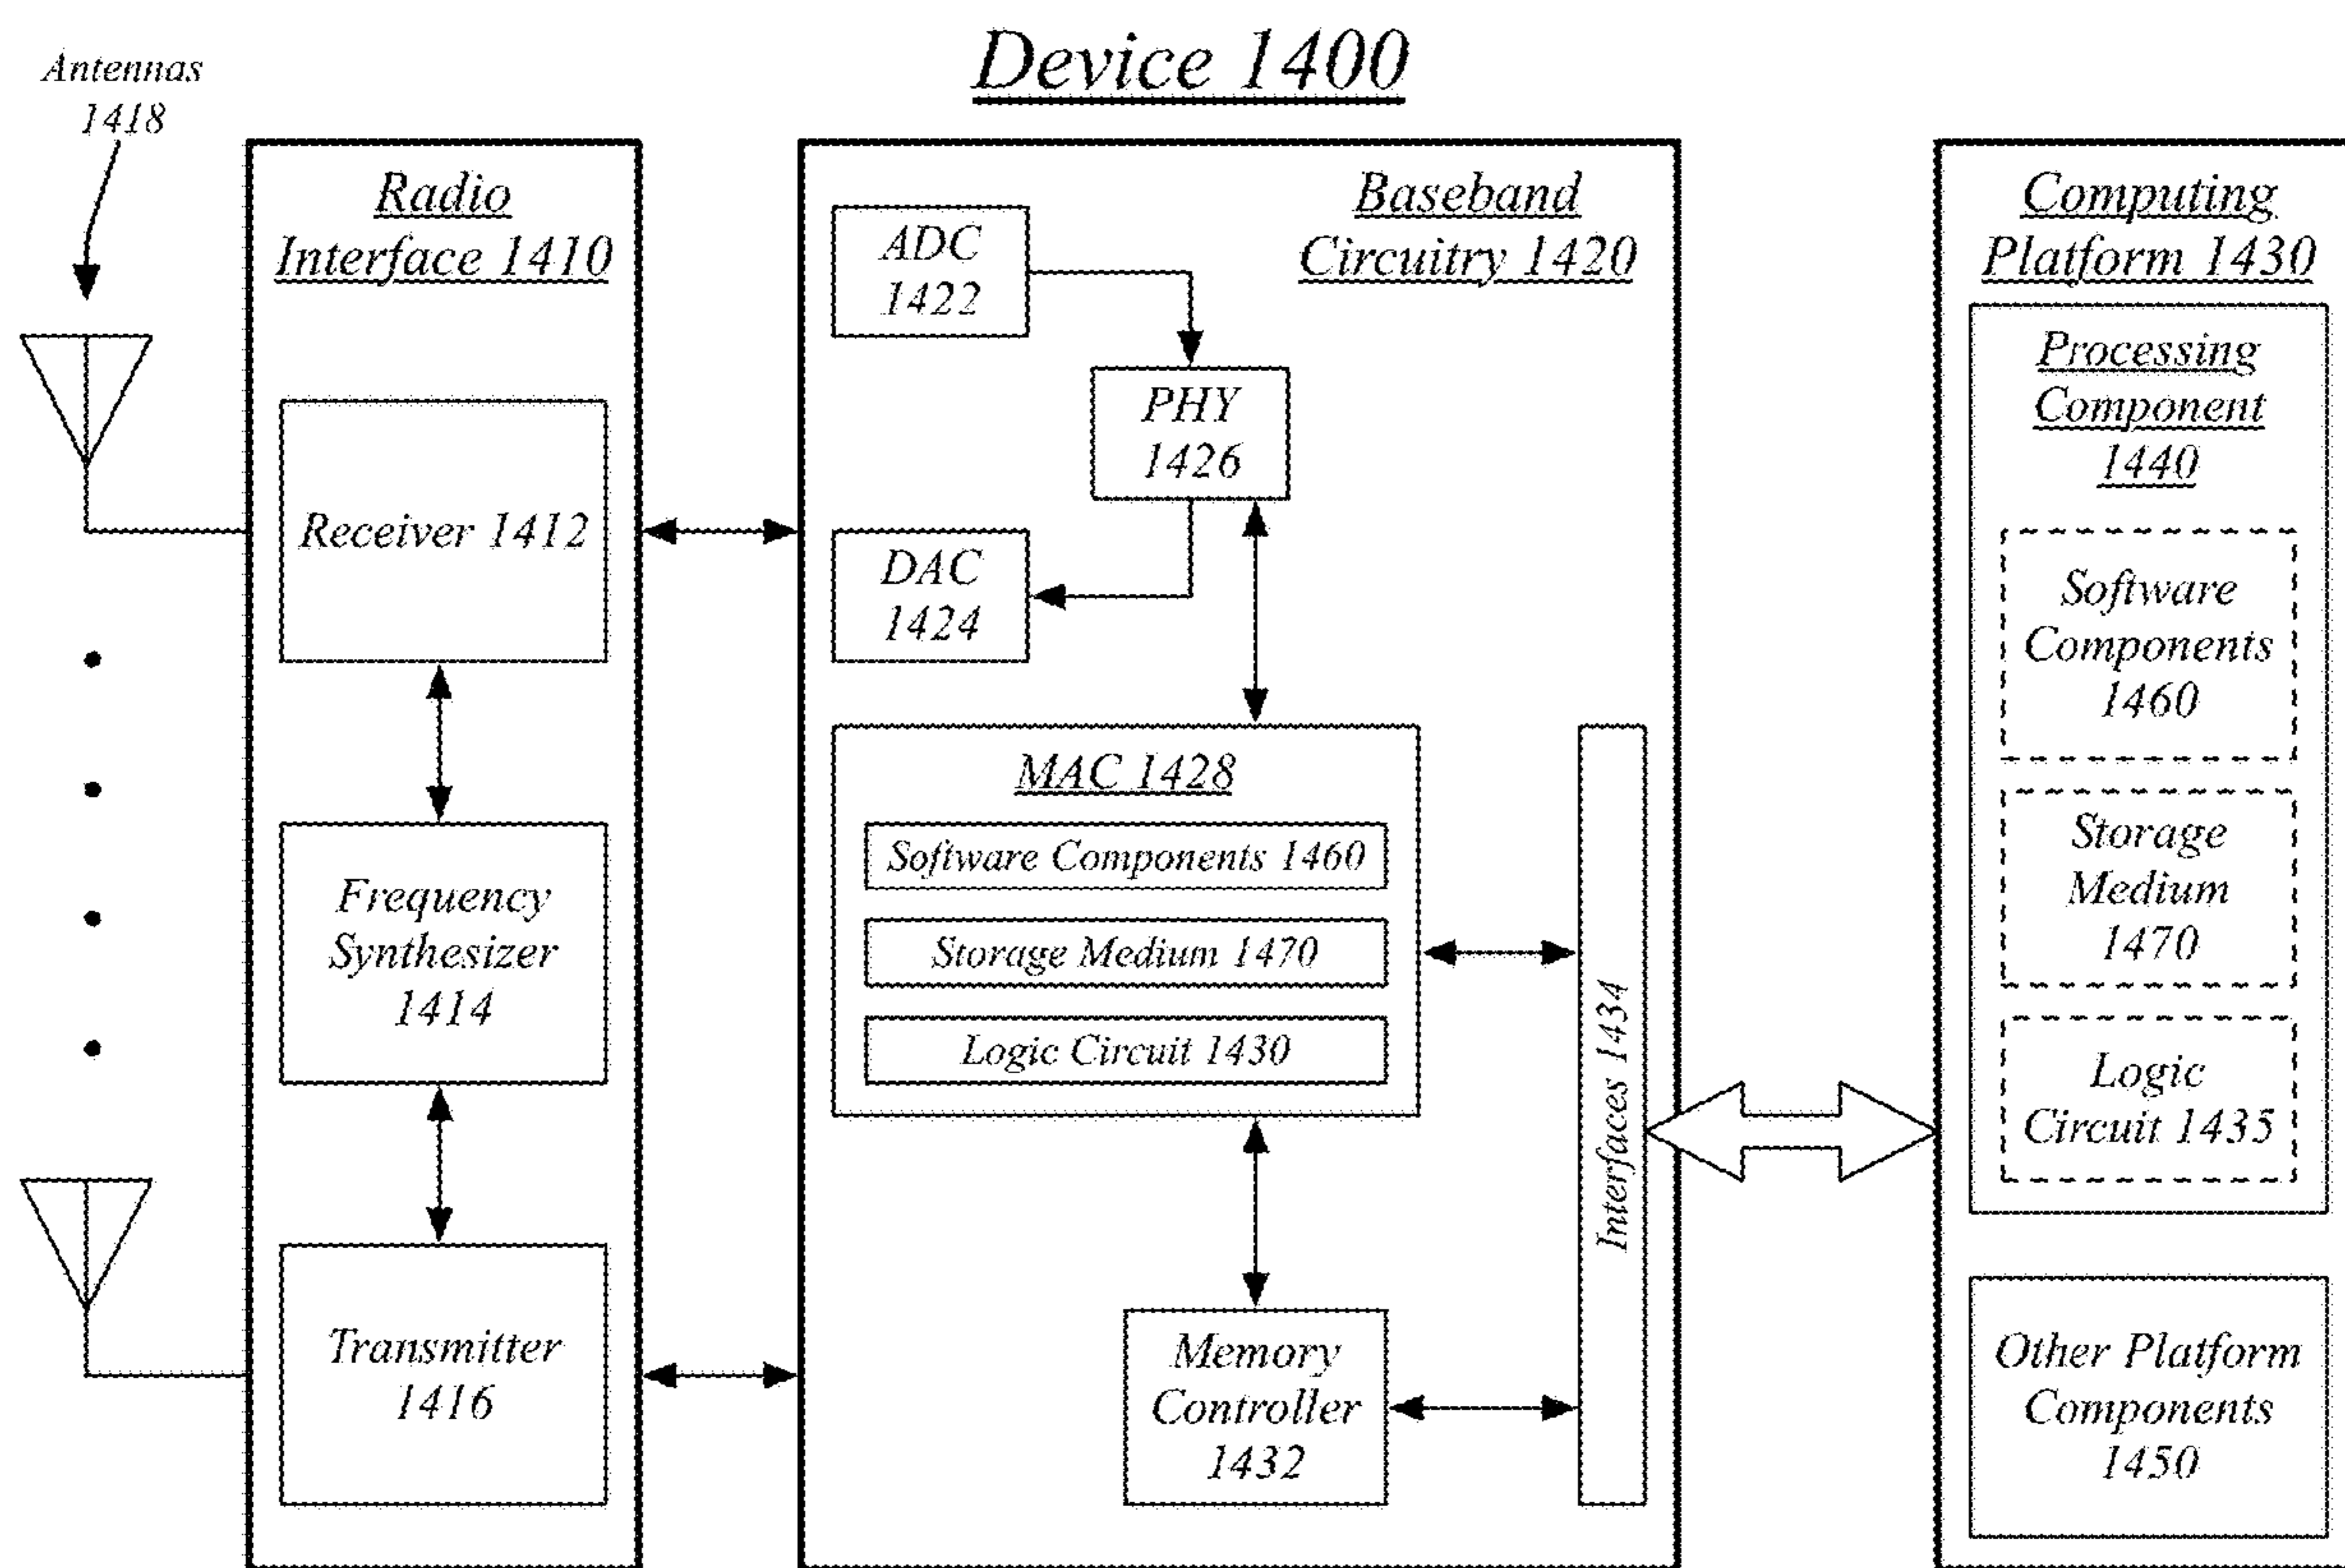 Device 1400
Antennas
1418
Radio
Interface 1410
Receiver 1412
Frequency
Synthesizer
1414
Transmitter
1416
Baseband
Circuitry 1420
ADC
1422
PHY
1426
DAC
1424
MAC 1428
Software Components 1460
Storage Medium 1470
Logic Circuit 1430
Memory
Controller
1432
Interfaces 1434
Computing
Platform 1430
Processing
Component
1440
Software
Components
1460
Storage
Medium
1470
Logic
Circuit 1435
Other Platform
Components
1450